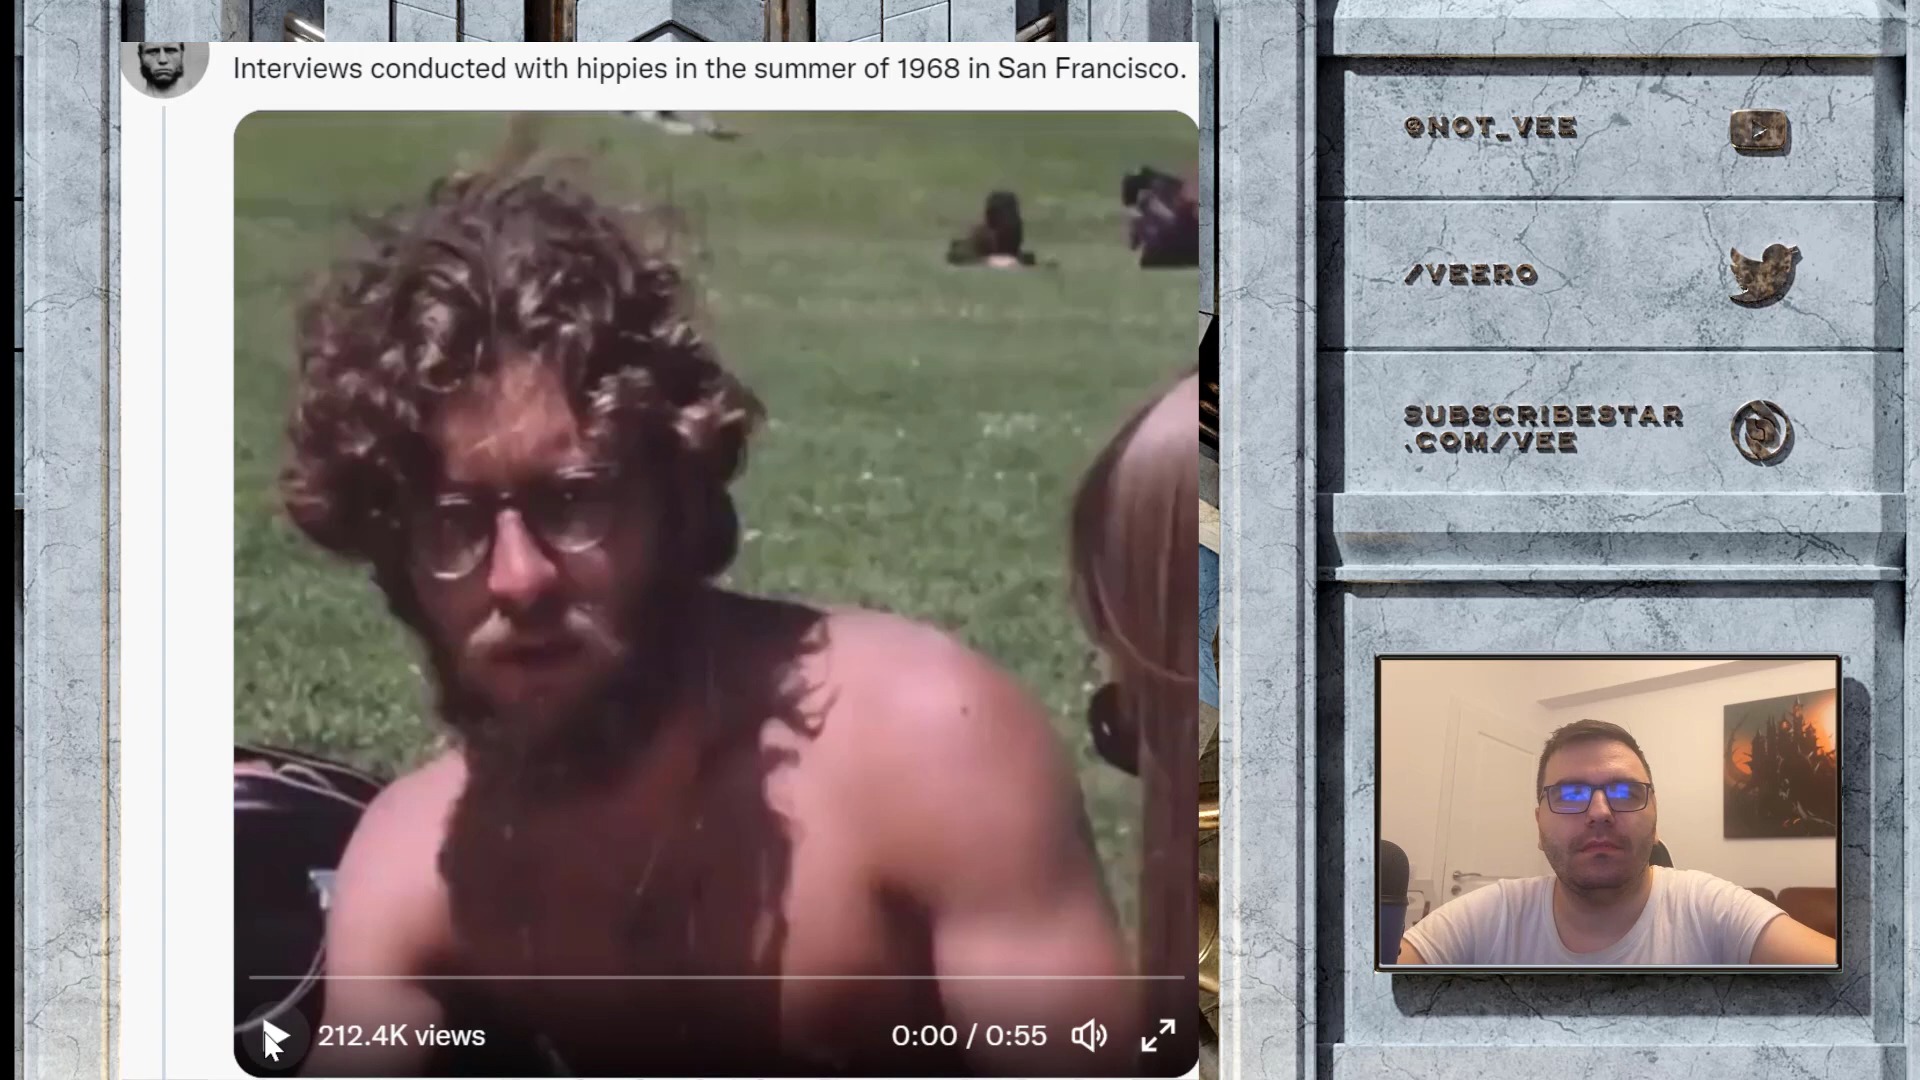 Interviews conducted with hippies in the summer of 1968 in San Francisco.
212.4K views
0:00 / 0:55
@NOT_VEE
/VEERO
SUBSCRIBESTAR
.COM/VEE